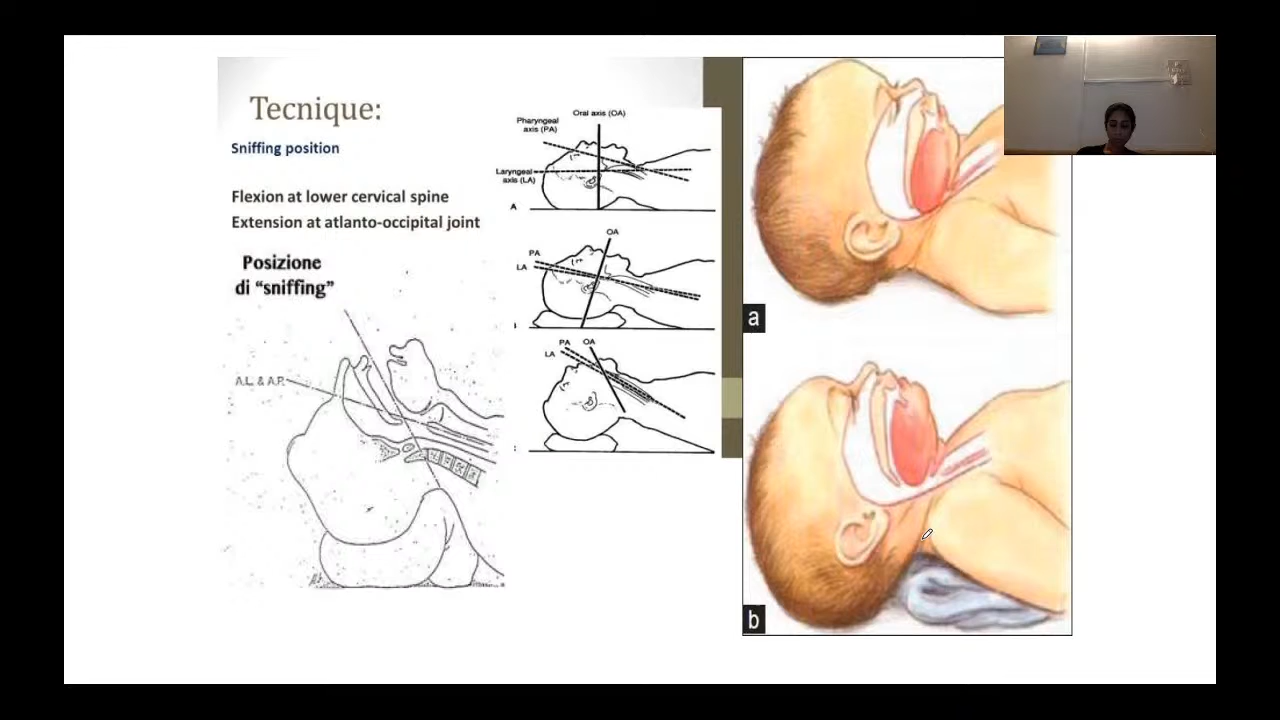 Tecnique:
Sniffing position
Flexion at lower cervical spine
Extension at atlanto-occipital joint
Posizione
di “sniffing”
A.L. & A.P.
Oral axis (OA)
Pharyngeal
axis (PA)
Laryngeal
axis (LA)
A
OA
PA
LA
PA OA
LA
a
b